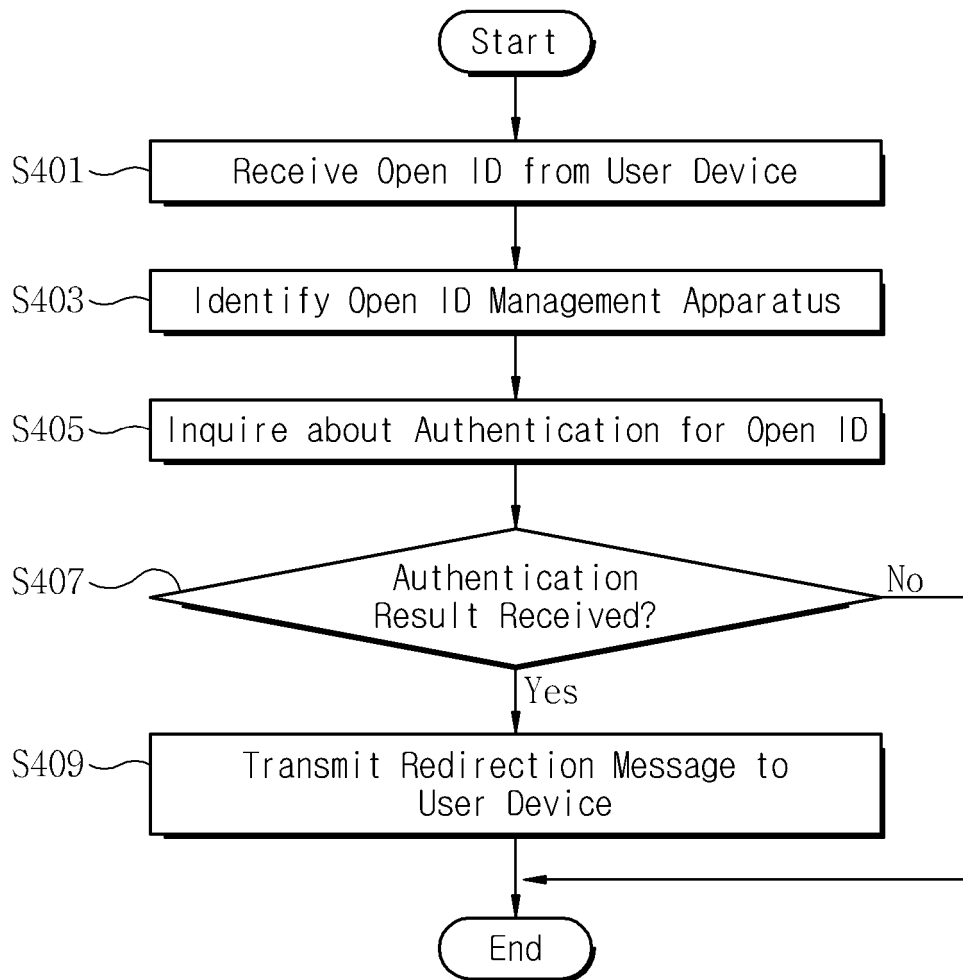 Start
S401
Receive Open ID from User Device
S403
Identify Open ID Management Apparatus
S405
Inquire about Authentication for Open ID
S407
Authentication
Result Received?
No
Yes
S409
Transmit Redirection Message to
User Device
End